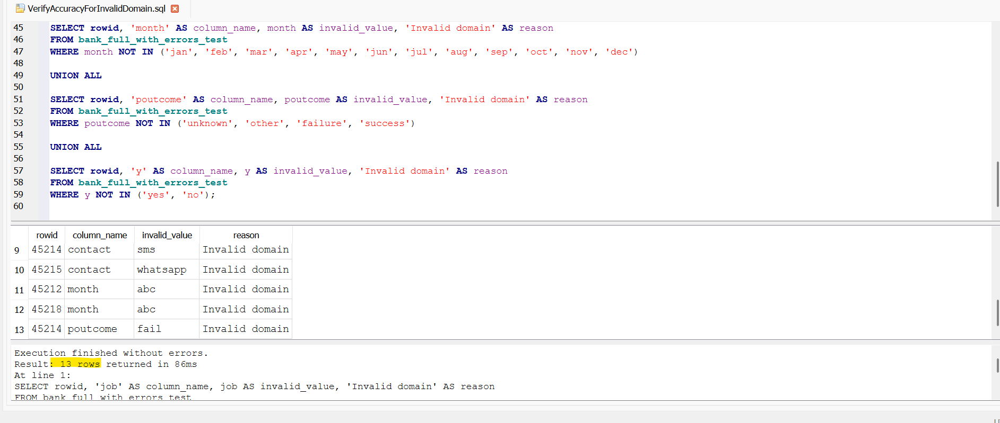 VerifyAccuracyForInvalidDomain.sql
45 SELECT rowid, 'month' AS column_name, month AS invalid_value, 'Invalid domain' AS reason
46 FROM bank_full_with_errors_test
47 WHERE month NOT IN ('jan', 'feb', 'mar', 'apr', 'may', 'jun', 'jul', 'aug', 'sep', 'oct', 'nov', 'dec')
48
49 UNION ALL
50
51 SELECT rowid, 'poutcome' AS column_name, poutcome AS invalid_value, 'Invalid domain' AS reason
52 FROM bank_full_with_errors_test
53 WHERE poutcome NOT IN ('unknown', 'other', 'failure', 'success')
54
55 UNION ALL
56
57 SELECT rowid, 'y' AS column_name, y AS invalid_value, 'Invalid domain' AS reason
58 FROM bank_full_with_errors_test
59 WHERE y NOT IN ('yes', 'no');
60
rowid column_name invalid_value reason
9 45214 contact sms Invalid domain
10 45215 contact whatsapp Invalid domain
11 45212 month abc Invalid domain
12 45218 month abc Invalid domain
13 45214 poutcome fail Invalid domain
Execution finished without errors.
Result: 13 rows returned in 86ms
At line 1:
SELECT rowid, 'job' AS column_name, job AS invalid_value, 'Invalid domain' AS reason
FROM bank_full_with_errors_test